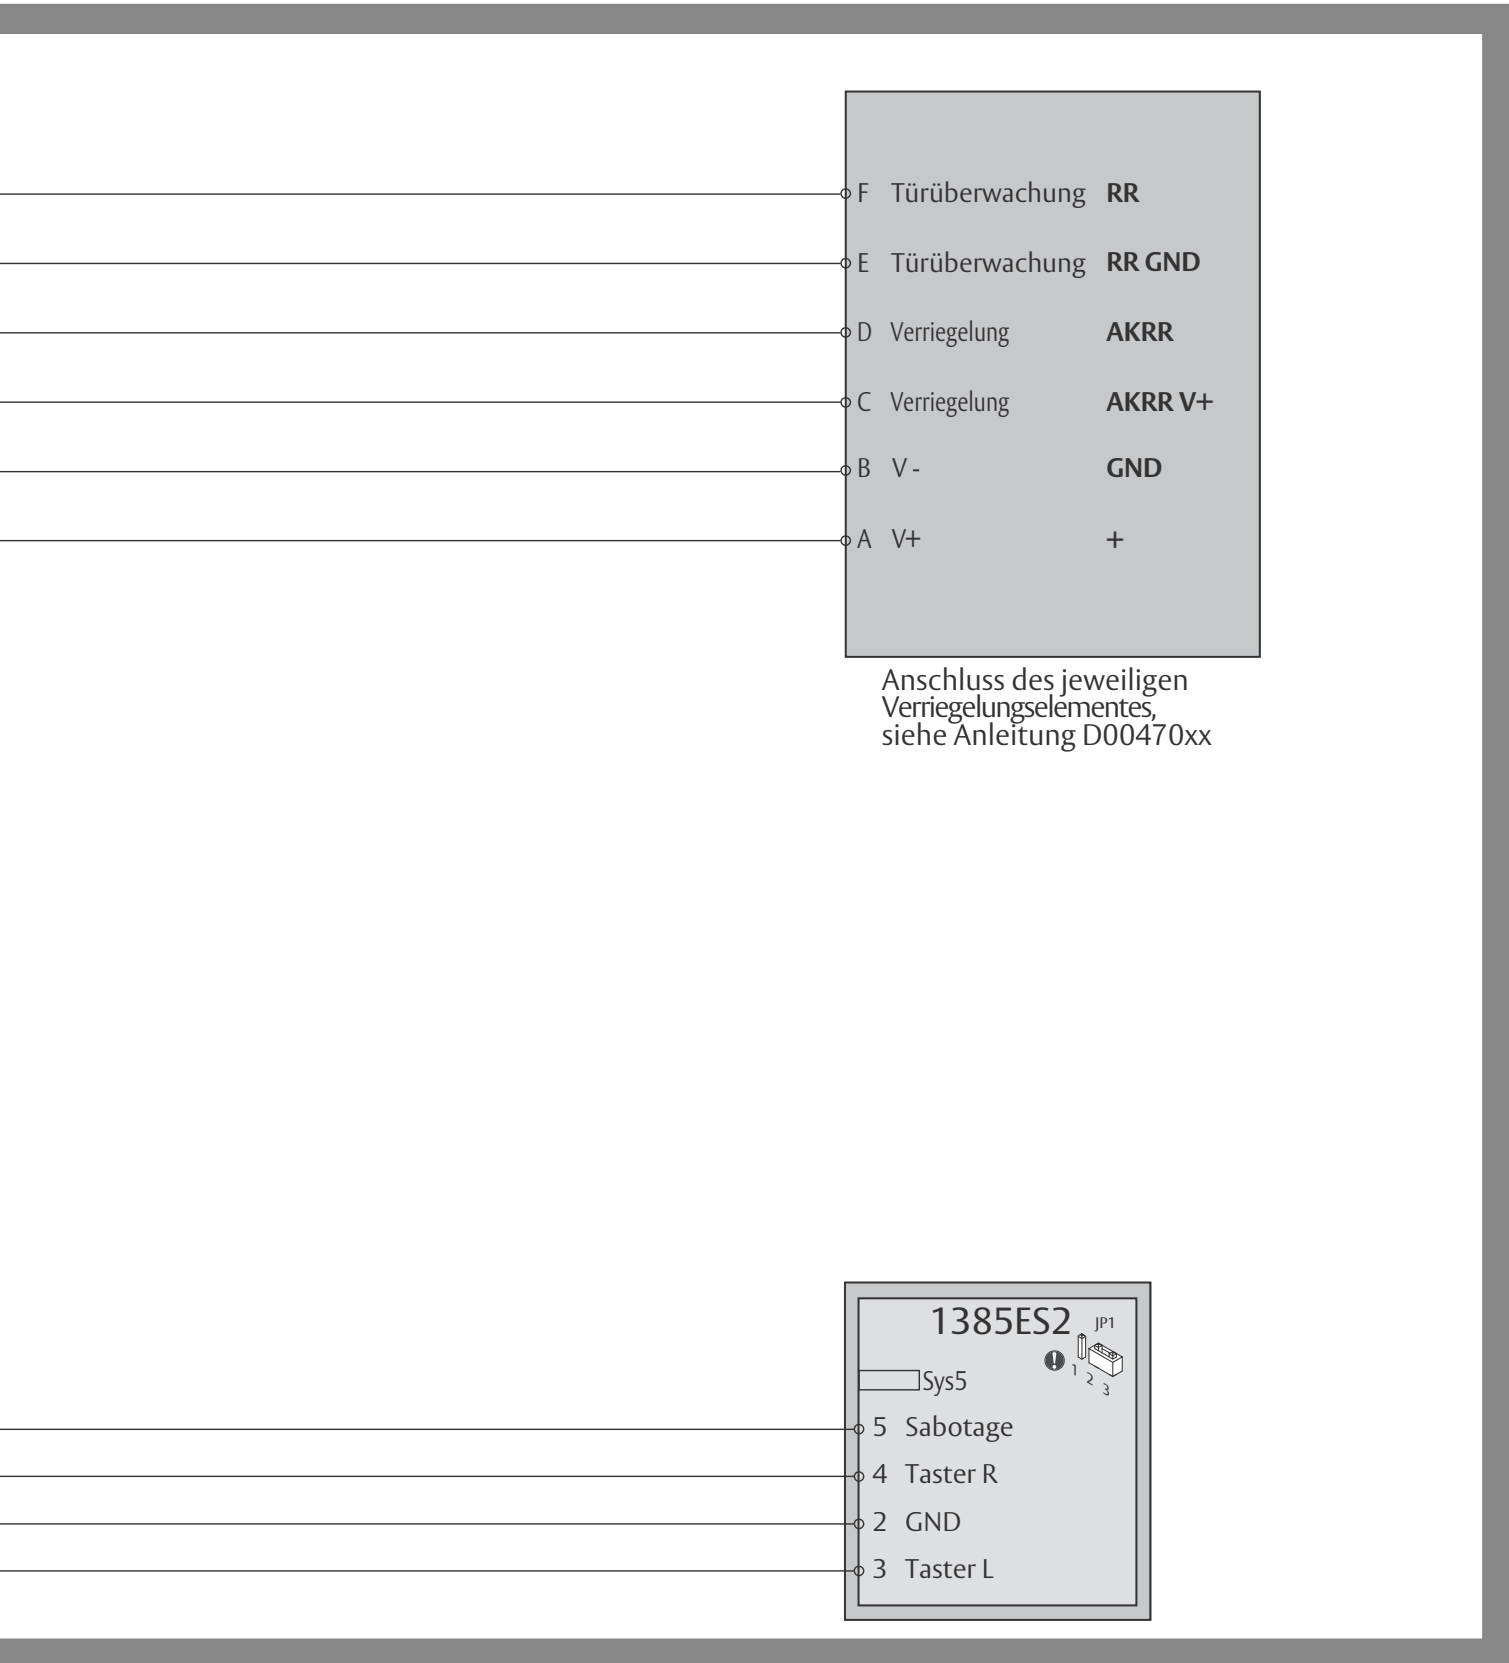 F Türüberwachung RR
E Türüberwachung RR GND
D Verriegelung AKRR
C Verriegelung AKRR V+
B V - GND
A V+ +
Anschluss des jeweiligen
Verriegelungselementes,
siehe Anleitung D00470xx
1385ES2 JP1
1 2 3
Sys5
5 Sabotage
4 Taster R
2 GND
3 Taster L